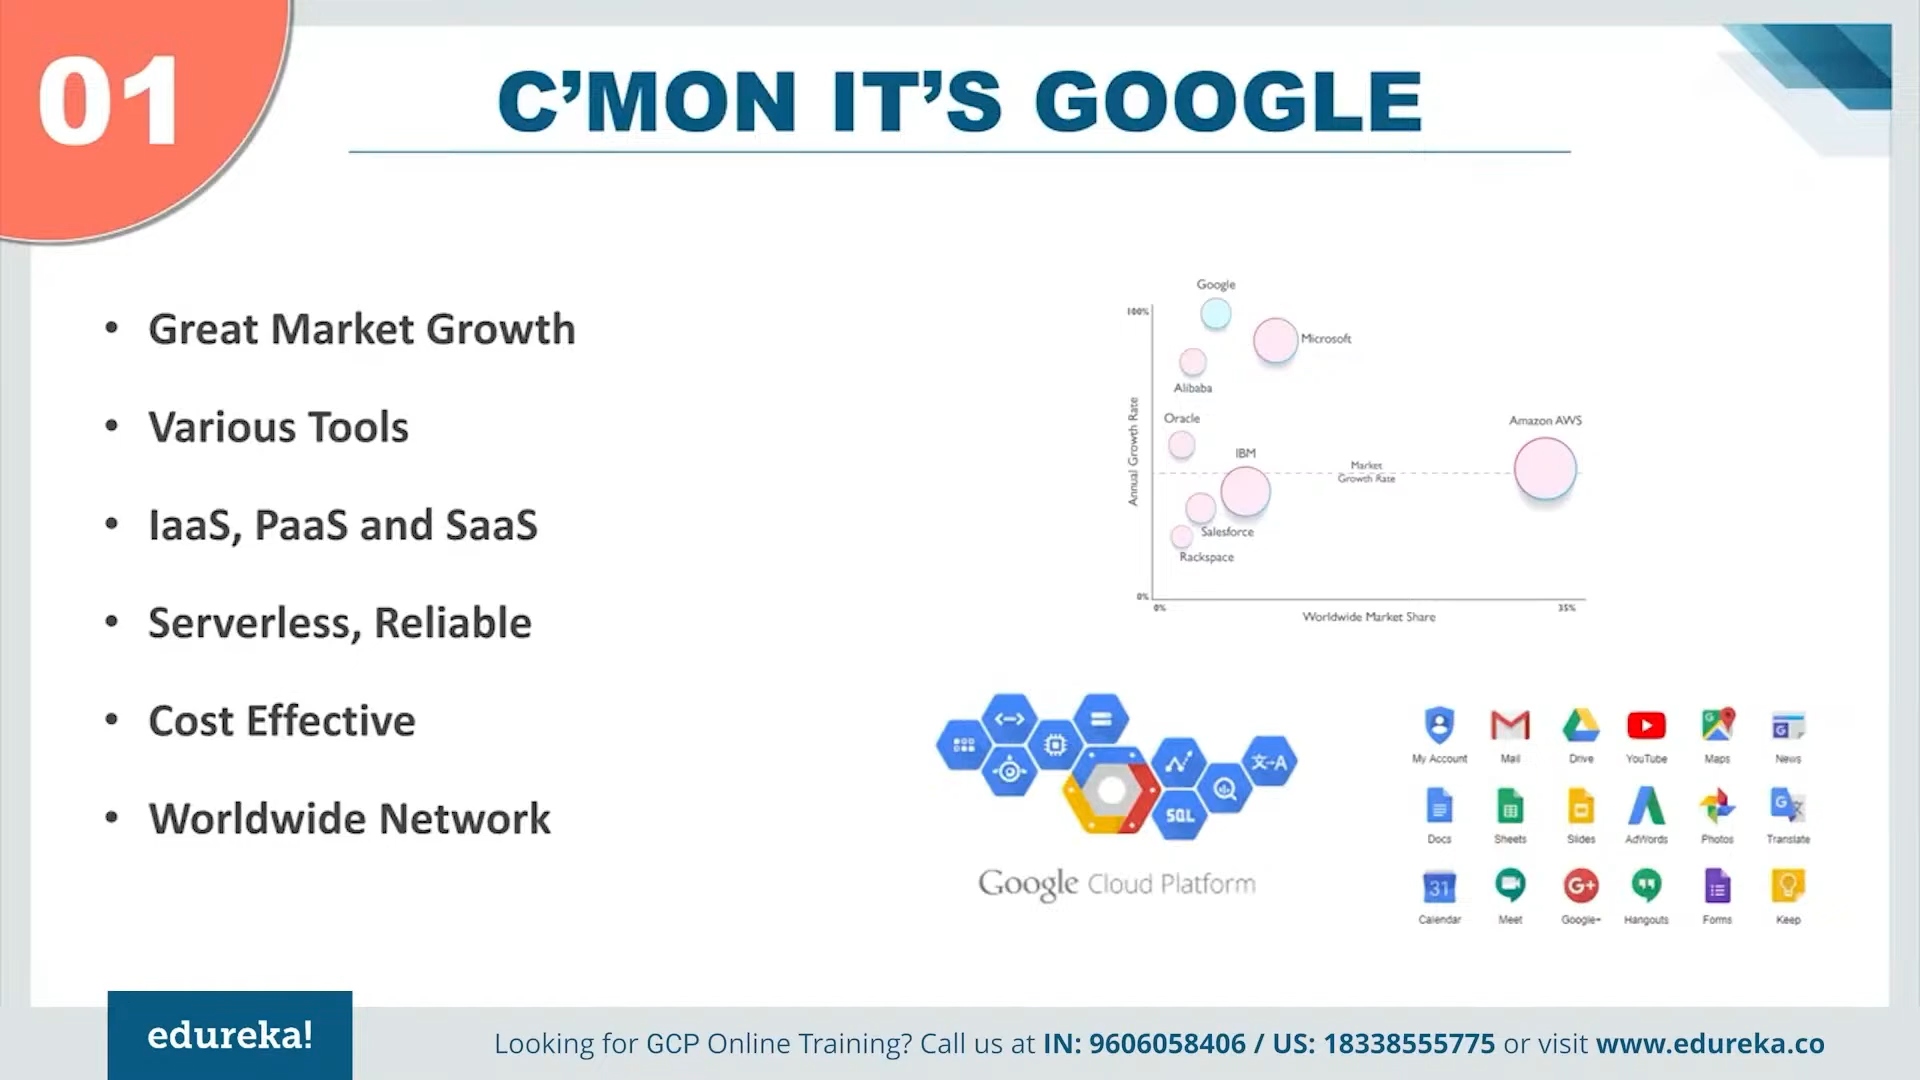 01
C’MON IT’S GOOGLE
• Great Market Growth
• Various Tools
• IaaS, PaaS and SaaS
• Serverless, Reliable
• Cost Effective
• Worldwide Network
Google
100%
Microsoft
Alibaba
Oracle
Amazon AWS
IBM
Market
Growth Rate
Annual Growth Rate
Salesforce
Rackspace
0%
0%
35%
Worldwide Market Share
SQL
文→A
Google Cloud Platform
My Account Mail Drive YouTube Maps News
Docs Sheets Slides AdWords Photos Translate
31 G+
Calendar Meet Google+ Hangouts Forms Keep
edureka!
Looking for GCP Online Training? Call us at IN: 9606058406 / US: 18338555775 or visit www.edureka.co